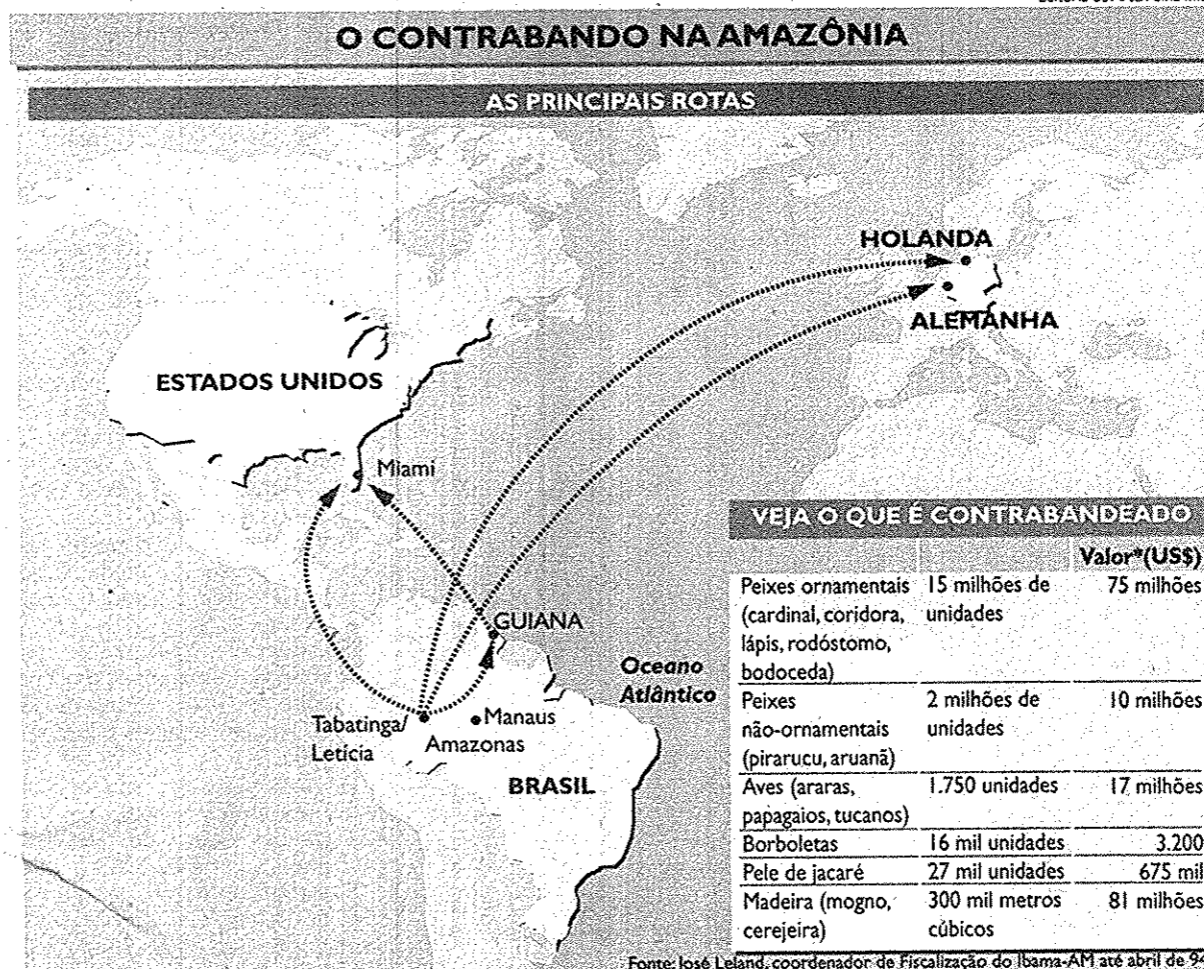 O CONTRABANDO NA AMAZÔNIA
AS PRINCIPAIS ROTAS
HOLANDA
ALEMANHA
ESTADOS UNIDOS
Miami
GUIANA
Oceano
Atlântico
Tabatinga/
Letícia
Manaus
Amazonas
BRASIL
VEJA O QUE É CONTRABANDEADO
Valor*(US$)
Peixes ornamentais 15 milhões de 75 milhões
(cardinal, coridora, unidades
lápis, rodóstomo,
bodoceda)
Peixes 2 milhões de 10 milhões
não-ornamentais unidades
(pirarucu, aruanã)
Aves (araras, 1.750 unidades 17 milhões
papagaios, tucanos)
Borboletas 16 mil unidades 3.200
Pele de jacaré 27 mil unidades 675 mil
Madeira (mogno, 300 mil metros 81 milhões
cerejeira) cúbicos
Fonte: José Leland, coordenador de Fiscalização do Ibama-AM até abril de